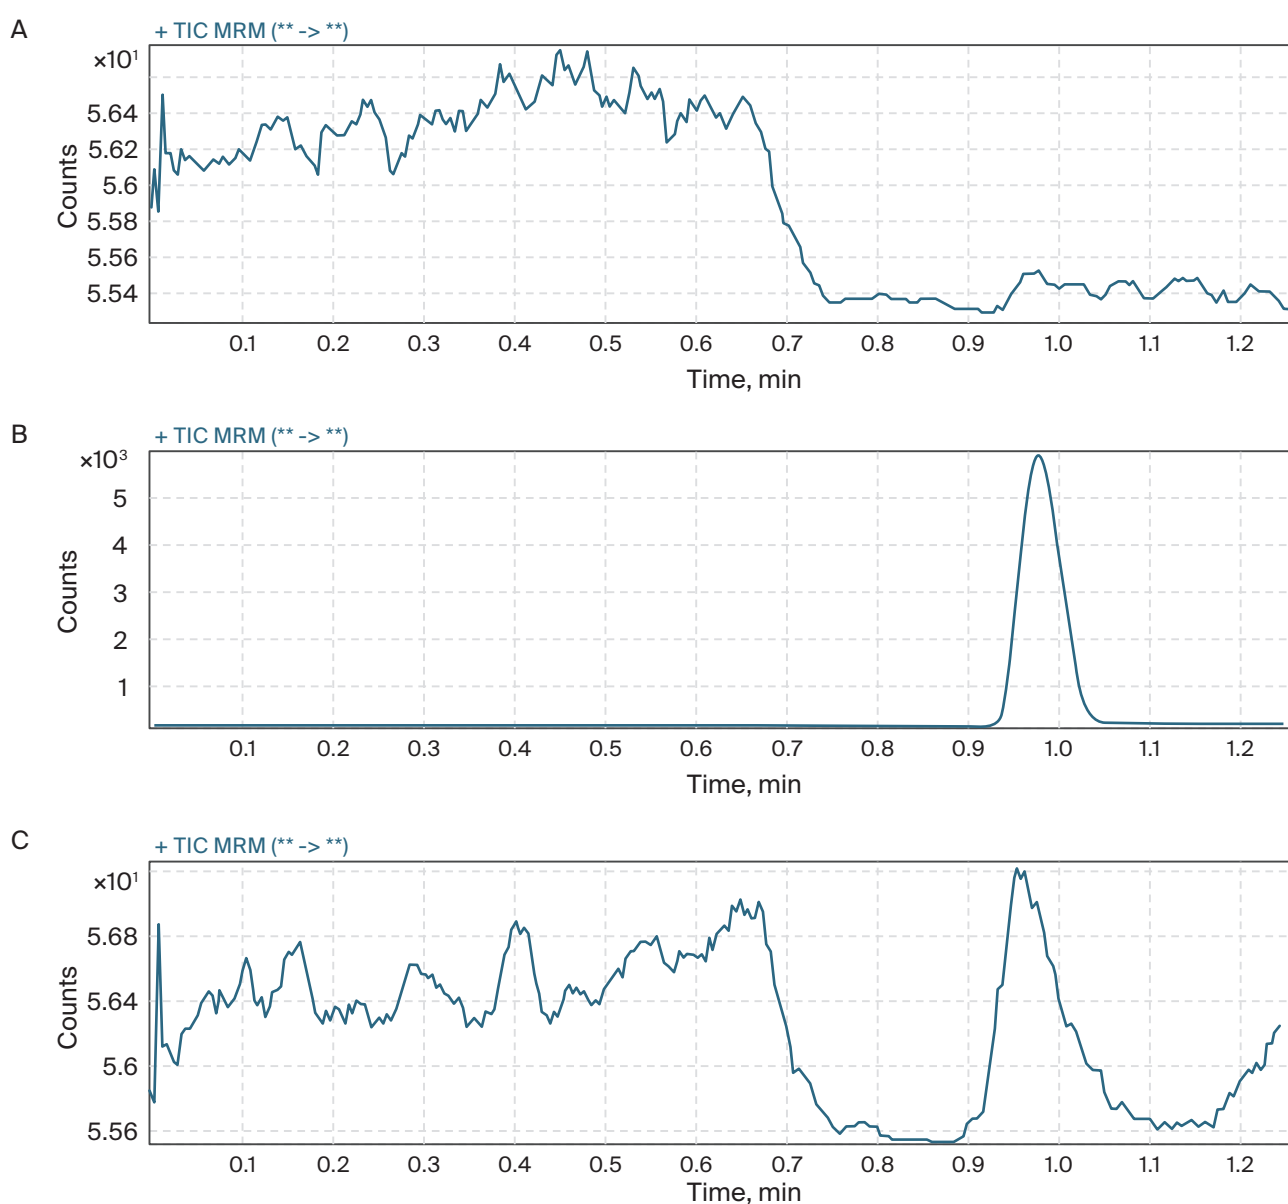 A
+ TIC MRM (** -> **)
×10¹
5.64
5.62
5.6
5.58
5.56
5.54
Counts
0.1 0.2 0.3 0.4 0.5 0.6 0.7 0.8 0.9 1.0 1.1 1.2
Time, min
B
+ TIC MRM (** -> **)
×10³
5
4
3
2
1
Counts
0.1 0.2 0.3 0.4 0.5 0.6 0.7 0.8 0.9 1.0 1.1 1.2
Time, min
C
+ TIC MRM (** -> **)
×10¹
5.68
5.64
5.6
5.56
Counts
0.1 0.2 0.3 0.4 0.5 0.6 0.7 0.8 0.9 1.0 1.1 1.2
Time, min